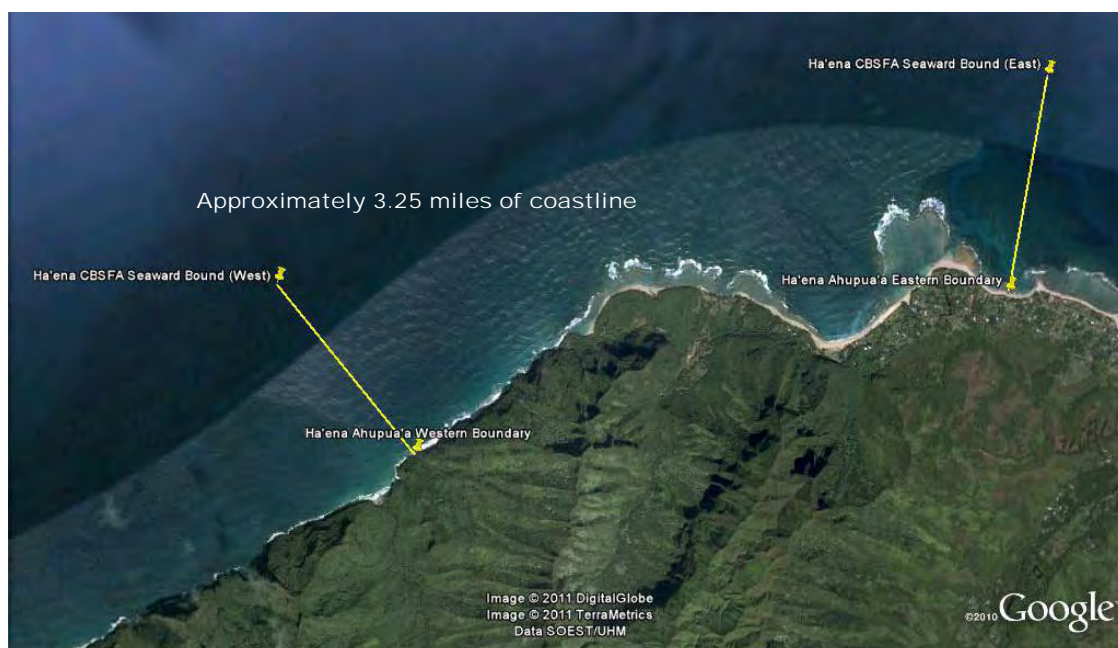 Ha'ena CBSFA Seaward Bound (East)
Approximately 3.25 miles of coastline
Ha'ena CBSFA Seaward Bound (West)
Ha'ena Ahupua'a Eastern Boundary
Ha'ena Ahupua'a Western Boundary
Image © 2011 DigitalGlobe
Image © 2011 TerraMetrics
Data SOEST/UHM
©2010 Google